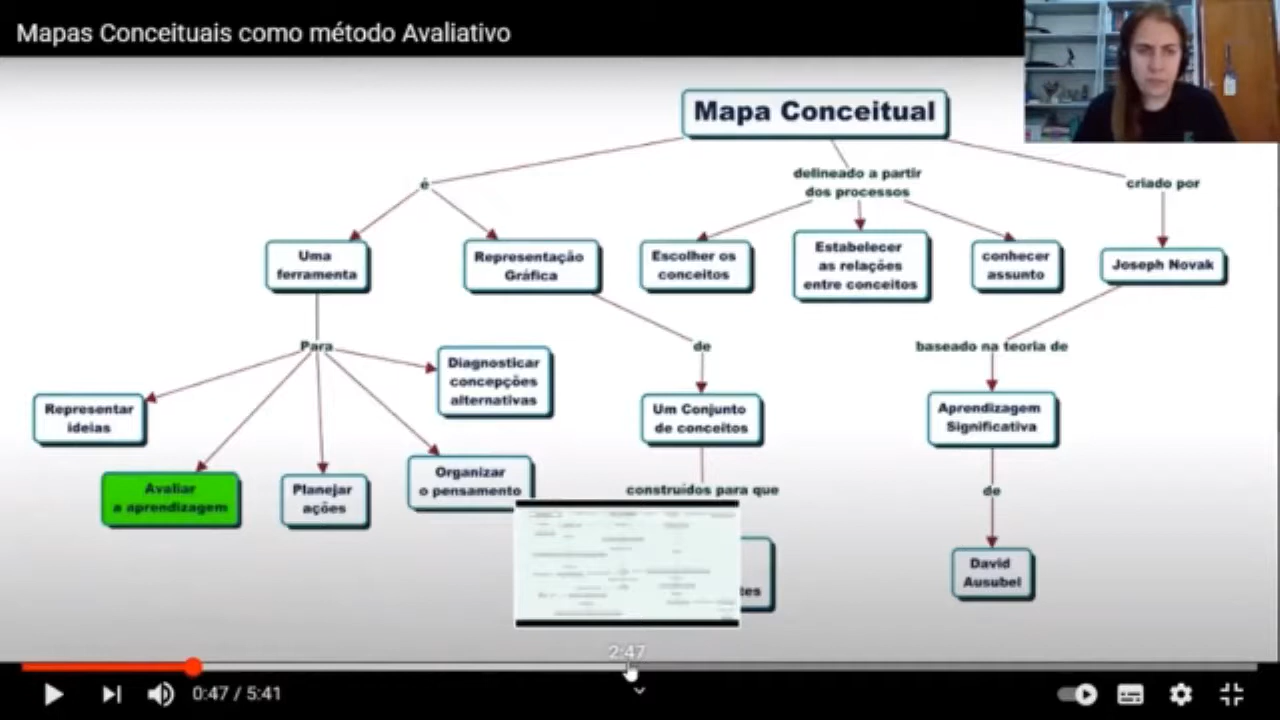 Mapas Conceituais como método Avaliativo
Mapa Conceitual
é
delineado a partir
dos processos
criado por
Uma
ferramenta
Representação
Gráfica
Escolher os
conceitos
Estabelecer
as relações
entre conceitos
conhecer
assunto
Joseph Novak
Para
de
baseado na teoria de
Diagnosticar
concepções
alternativas
Representar
ideias
Um Conjunto
de conceitos
Aprendizagem
Significativa
Avaliar
a aprendizagem
Planejar
ações
Organizar
o pensamento
construídos para que
de
tes
David
Ausubel
2:47
0:47 / 5:41